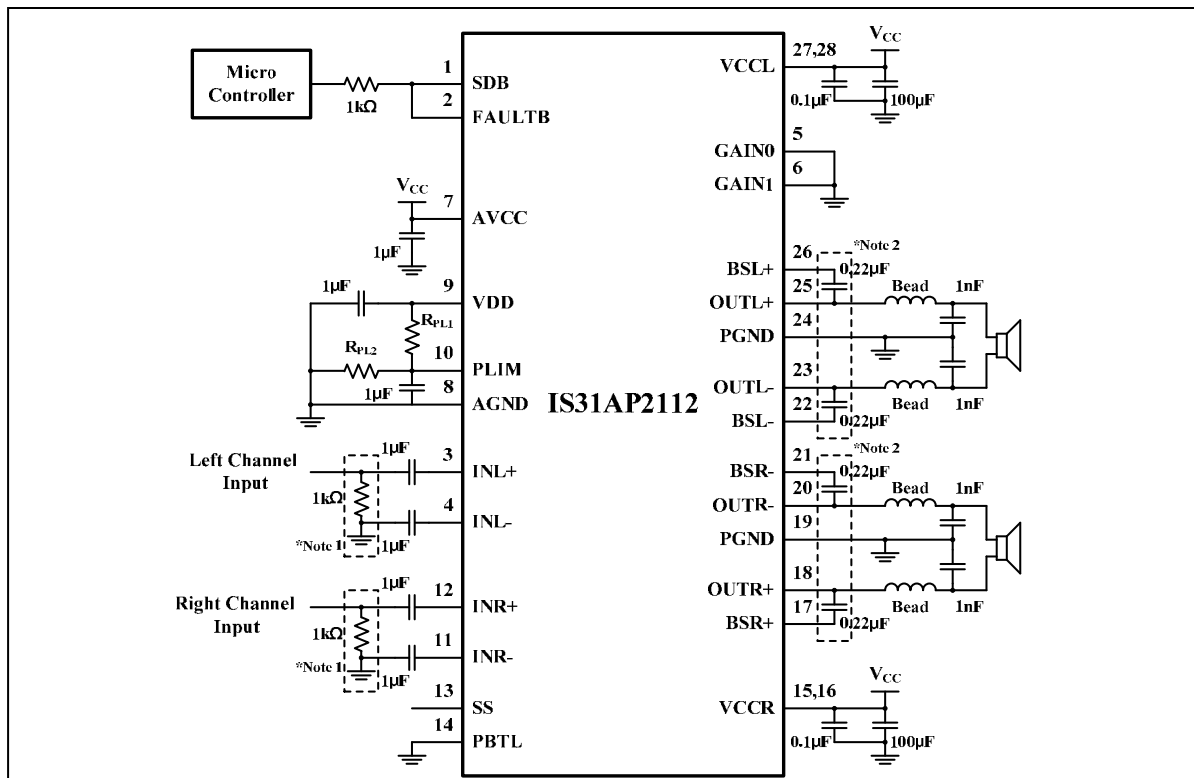 Micro
Controller
1kΩ
1
SDB
2
FAULTB
VCC
7
AVCC
1µF
1µF
9
VDD
RPL1
RPL2
10
PLIM
1µF
8
AGND
Left Channel
Input
1µF
3
INL+
1kΩ
4
INL-
*Note 1
1µF
Right Channel
Input
1µF
12
INR+
1kΩ
11
INR-
*Note 1
1µF
13
SS
14
PBTL
IS31AP2112
27,28
VCC
VCCL
0.1µF
100µF
5
GAIN0
6
GAIN1
*Note 2
26
BSL+
0.22µF
25
OUTL+
Bead
1nF
24
PGND
23
OUTL-
Bead
1nF
22
BSL-
0.22µF
*Note 2
21
BSR-
0.22µF
20
OUTR-
Bead
1nF
19
PGND
18
OUTR+
Bead
1nF
17
BSR+
0.22µF
15,16
VCC
VCCR
0.1µF
100µF